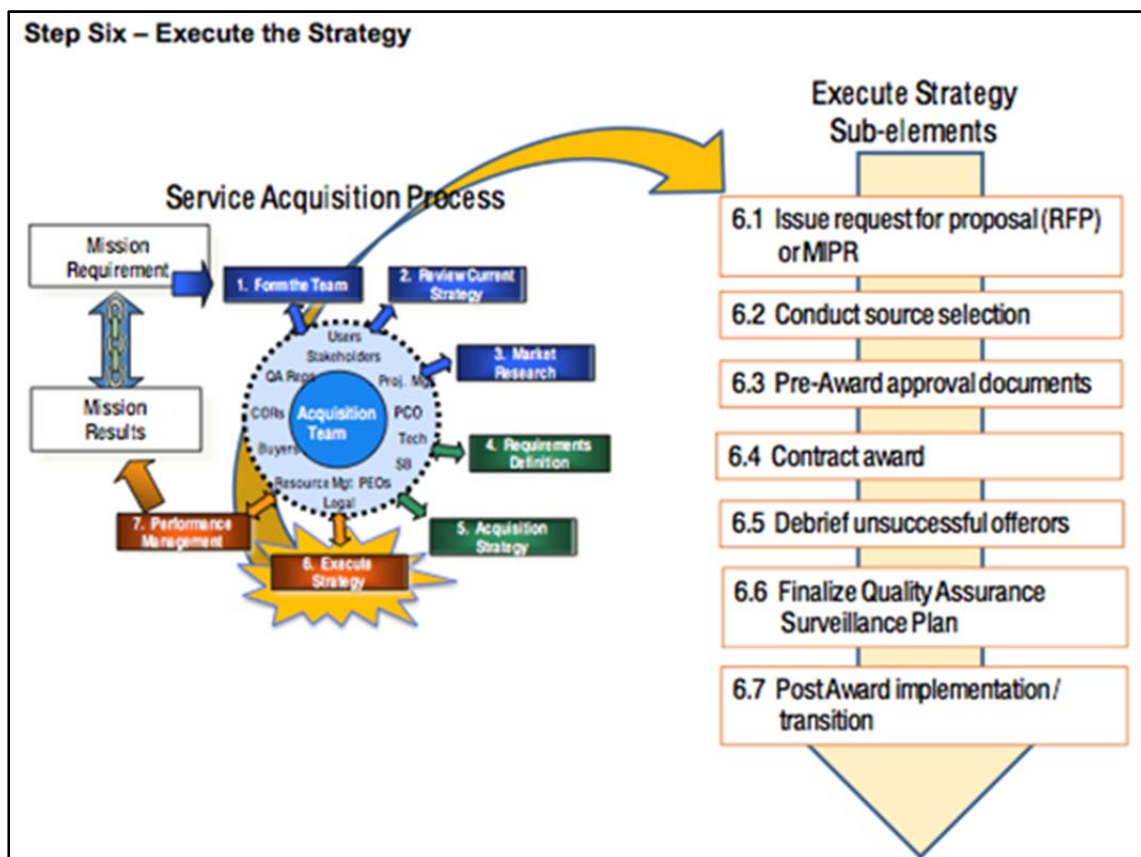 Step Six – Execute the Strategy
Service Acquisition Process
Mission
Requirement
Mission
Results
1. Form the Team
2. Review Current
Strategy
3. Market
Research
4. Requirements
Definition
5. Acquisition
Strategy
6. Execute
Strategy
7. Performance
Management
Users
Stakeholders
QA Reps
Proj. Mgt
CORs
PCO
Acquisition
Team
Tech
Buyers
SB
Resource Mgt PEOs
Legal
Execute Strategy
Sub-elements
6.1 Issue request for proposal (RFP)
or MIPR
6.2 Conduct source selection
6.3 Pre-Award approval documents
6.4 Contract award
6.5 Debrief unsuccessful offerors
6.6 Finalize Quality Assurance
Surveillance Plan
6.7 Post Award implementation /
transition